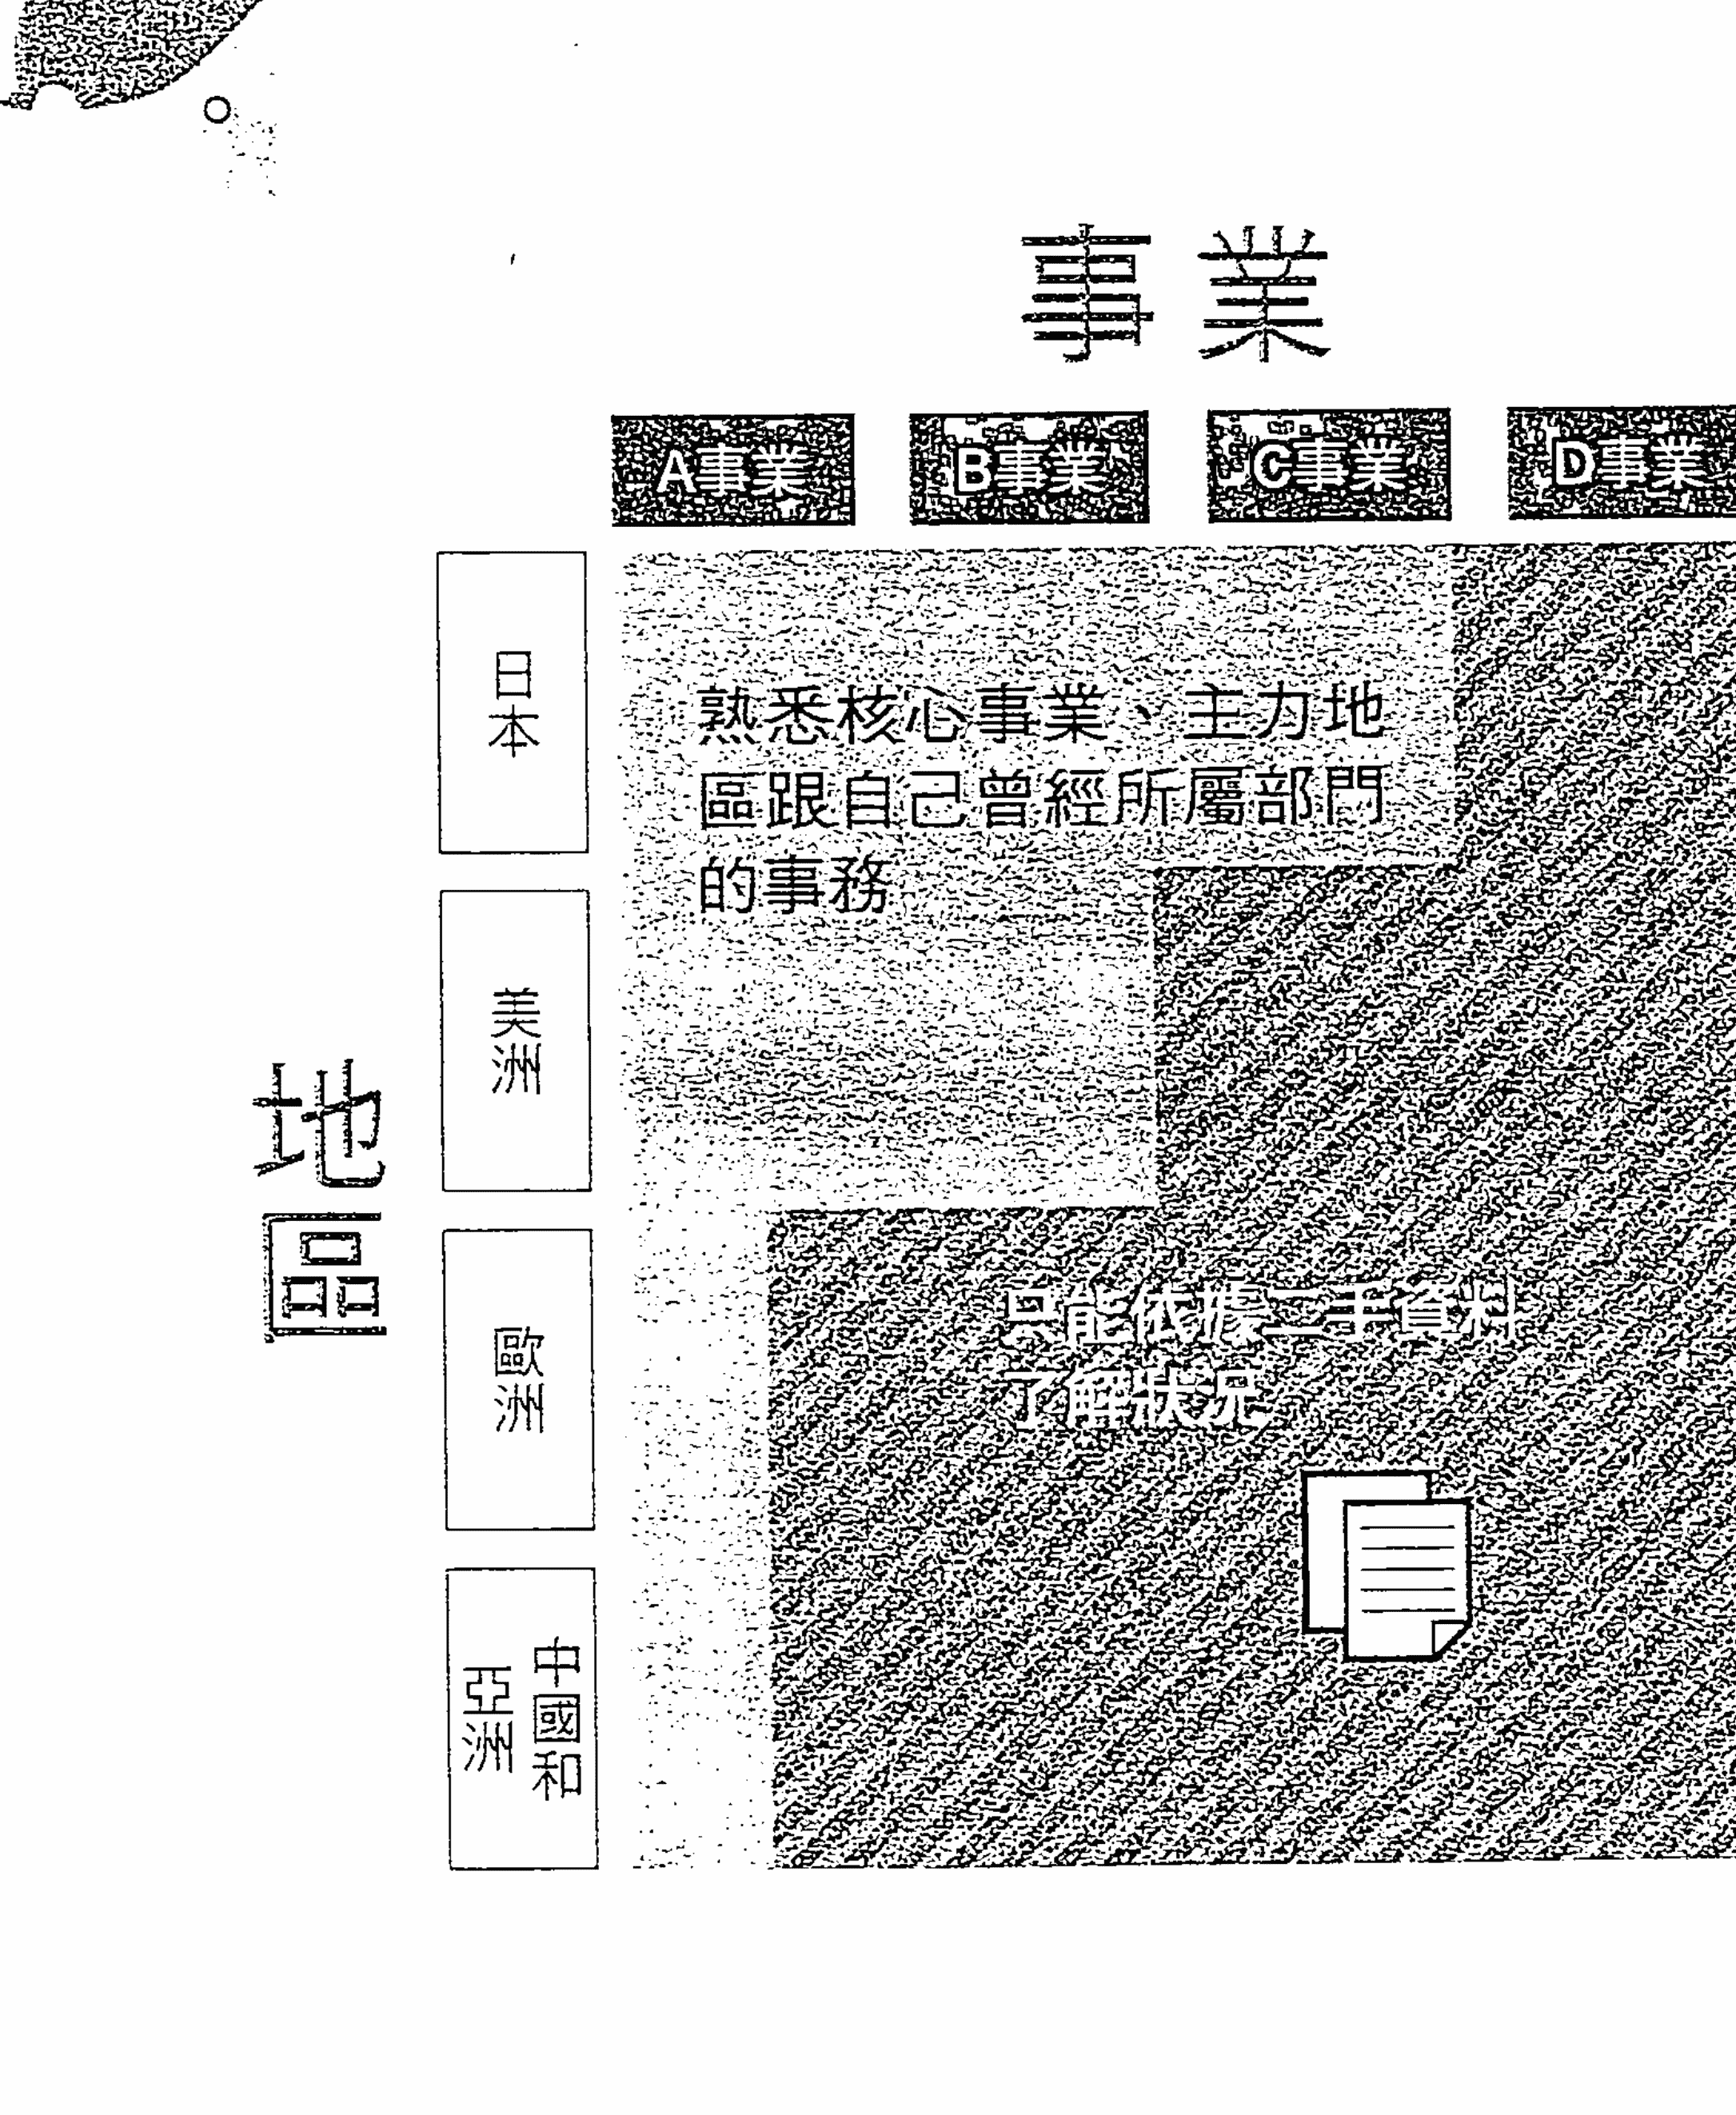 事業
A事業 B事業 C事業 D事業
地區
日本
熟悉核心事業、主力地
區跟自己曾經所屬部門
的事務
美洲
歐洲
只能依據二手資料
了解狀況
中國和
亞洲